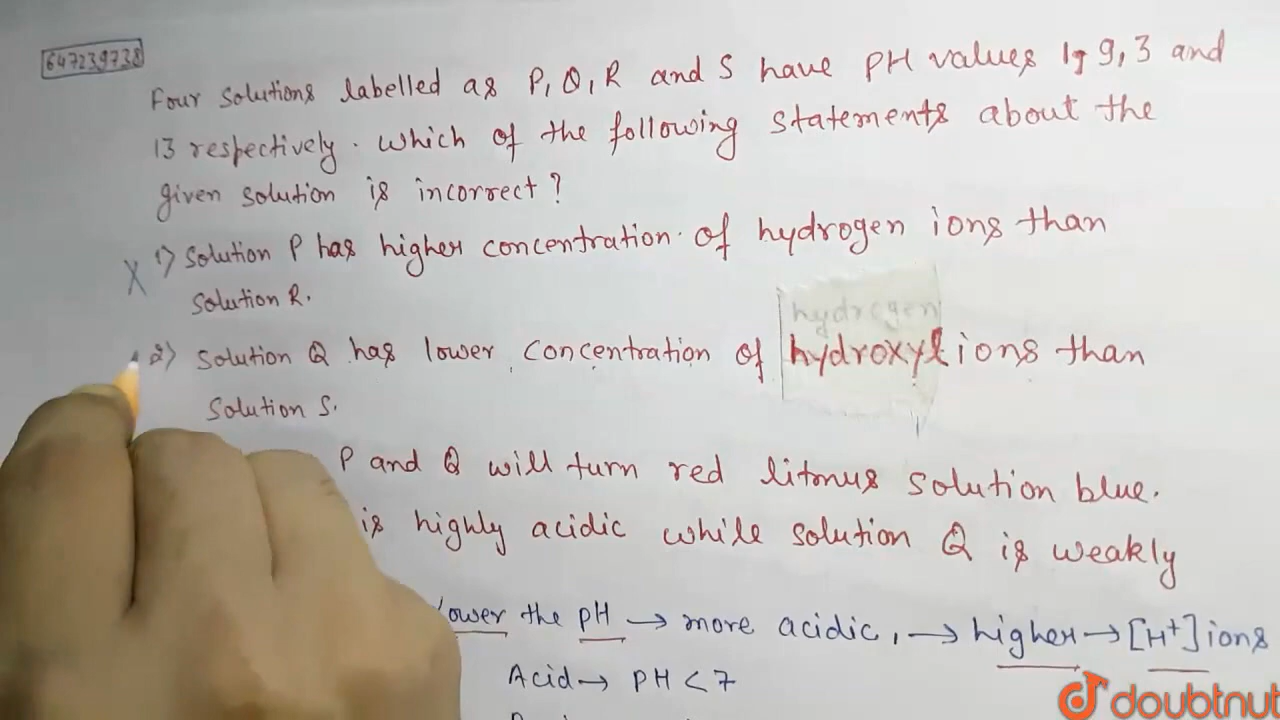 647239738
Four solutions labelled as P, Q, R and S have PH values 1, 9, 3 and
13 respectively. Which of the following statements about the
given solution is incorrect?
X 1) Solution P has higher concentration of hydrogen ions than
Solution R.
hydrogen
2) Solution Q has lower concentration of hydroxyl ions than
Solution S.
P and Q will turn red litmus solution blue.
is highly acidic while solution Q is weakly
lower the pH → more acidic, → higher → [H+] ions
Acid → PH < 7
doubtnut